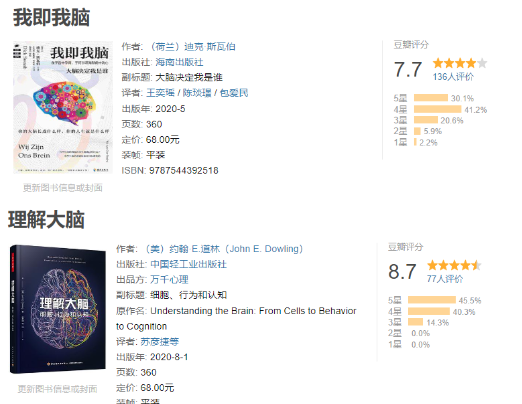 我即我脑
我即我脑
大脑决定我是谁
Wij Zijn
Ons Brein
更新图书信息或封面
作者: （荷兰）迪克 斯瓦伯
出版社: 海南出版社
副标题: 大脑决定我是谁
译者: 王奕瑶 / 陈琰璟 / 包爱民
出版年: 2020-5
页数: 360
定价: 68.00元
装帧: 平装
ISBN: 9787544392518
豆瓣评分
7.7
136人评价
5星 30.1%
4星 41.2%
3星 20.6%
2星 5.9%
1星 2.2%
理解大脑
理解大脑
细胞、行为和认知
更新图书信息或封面
作者: （美）约翰 E.道林（John E. Dowling）
出版社: 中国轻工业出版社
出品方: 万千心理
副标题: 细胞、行为和认知
原作名: Understanding the Brain: From Cells to Behavior
to Cognition
译者: 苏彦捷等
出版年: 2020-8-1
页数: 360
定价: 68.00元
装帧: 平装
豆瓣评分
8.7
77人评价
5星 45.5%
4星 40.3%
3星 14.3%
2星 0.0%
1星 0.0%